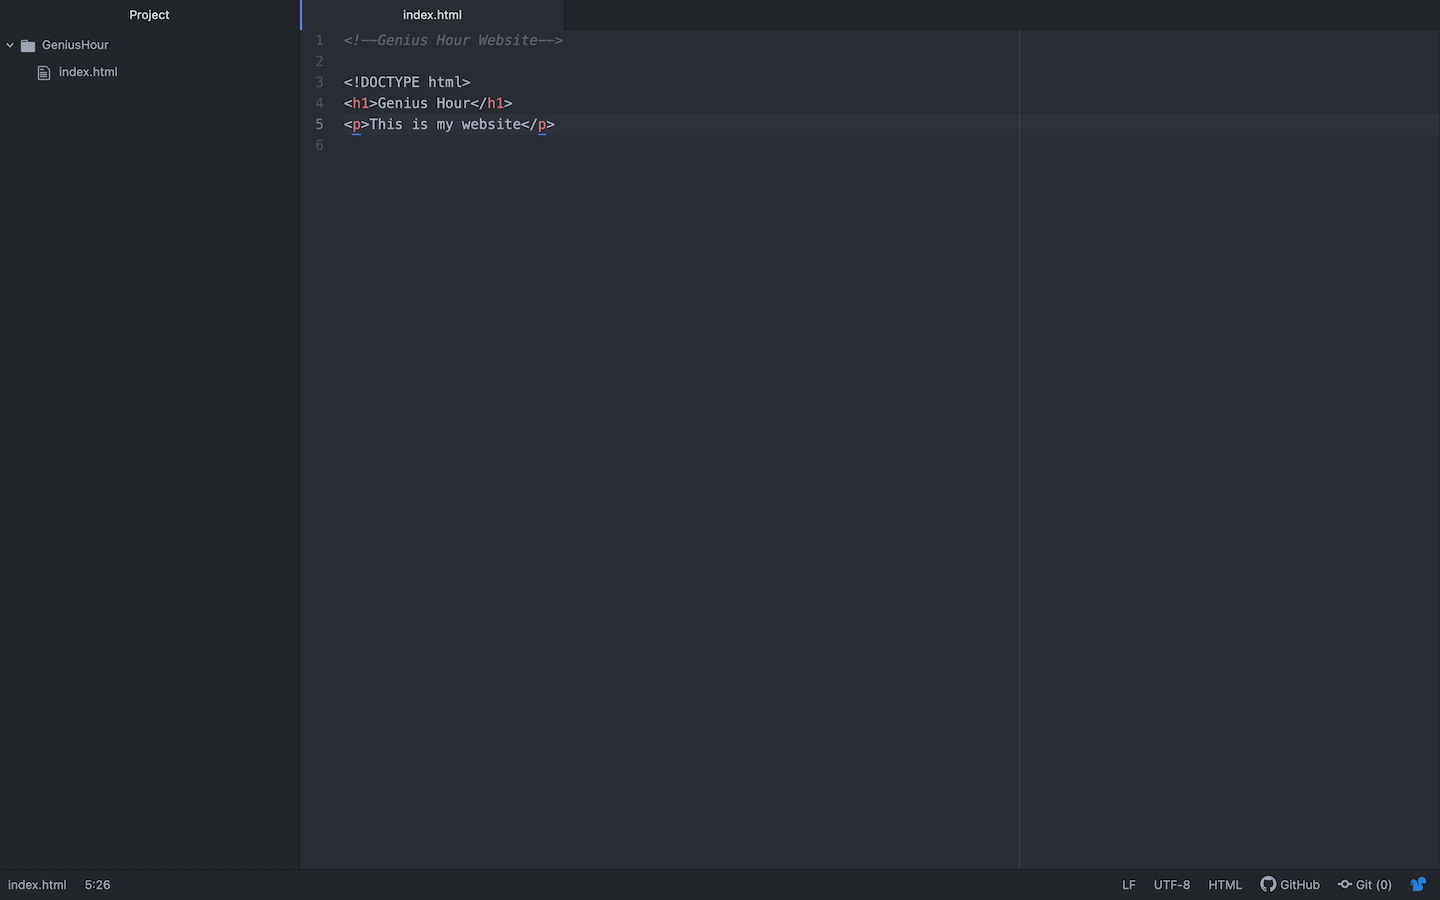 Project
index.html
GeniusHour
index.html
1 <!--Genius Hour Website-->
2
3 <!DOCTYPE html>
4 <h1>Genius Hour</h1>
5 <p>This is my website</p>
6
index.html 5:26 LF UTF-8 HTML GitHub Git (0)